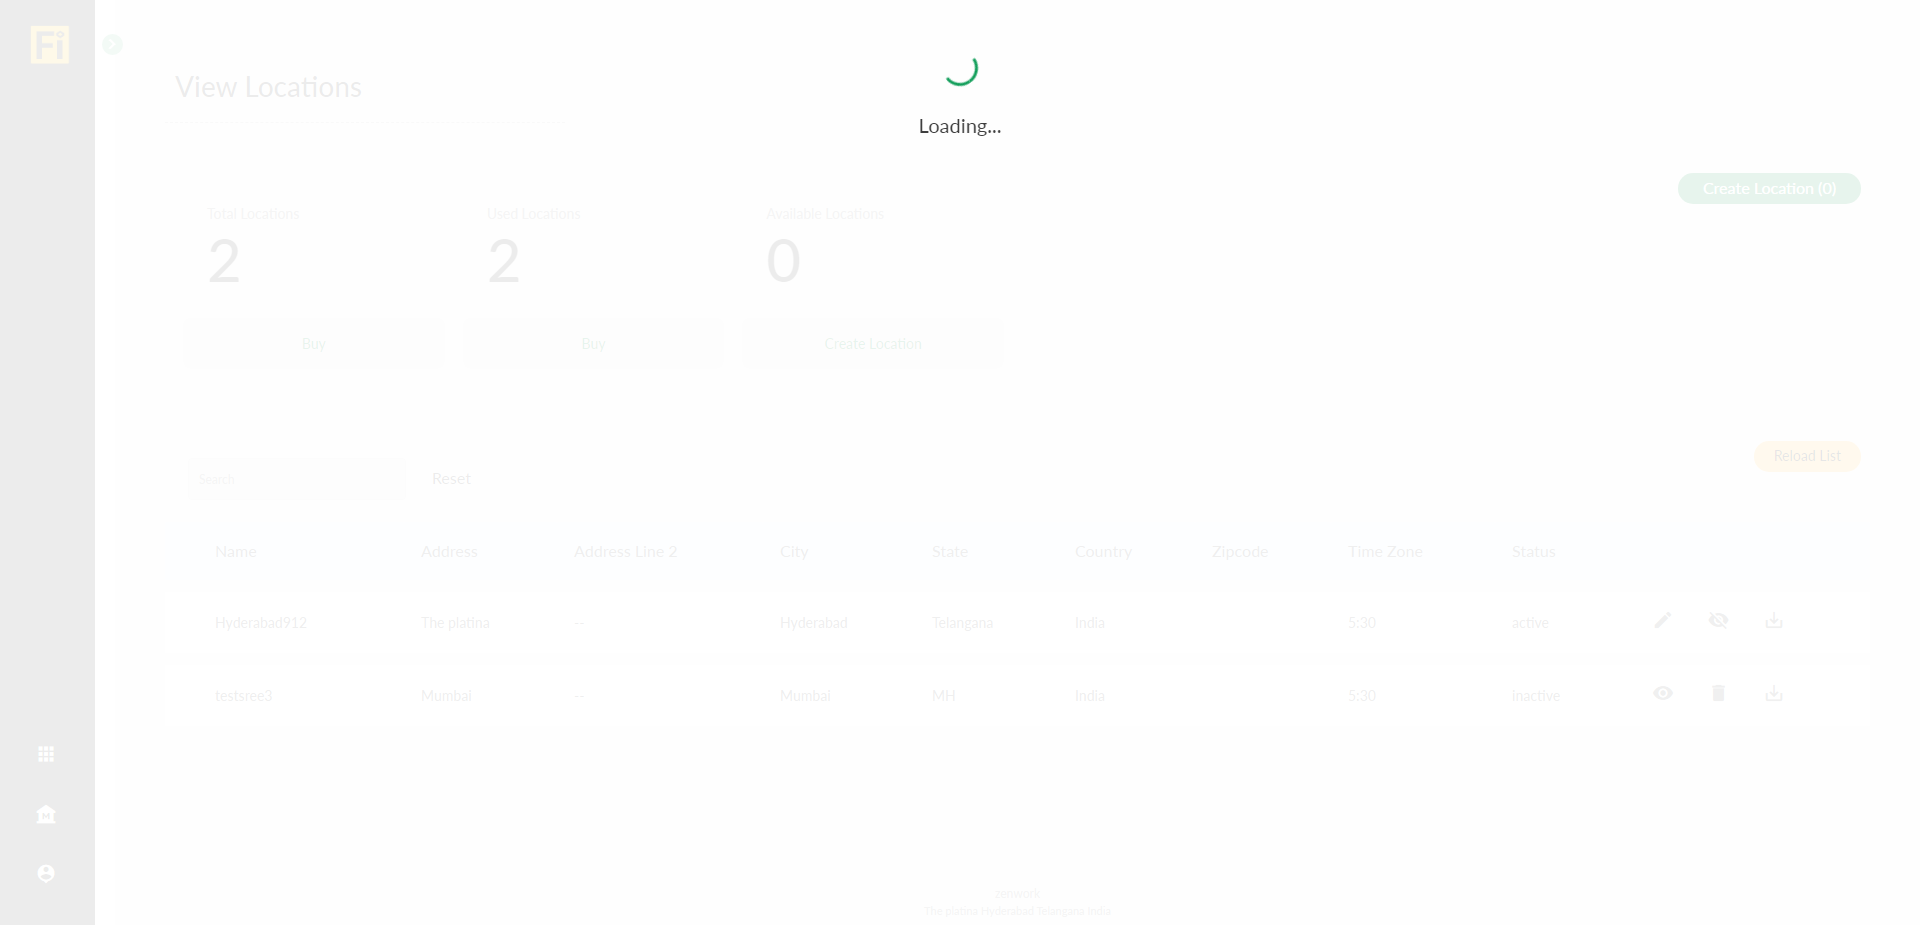 Fi
Loading...
View Locations
Create Location (0)
Total Locations Used Locations Available Locations
2 2 0
Buy Buy Create Location
Reload List
Search Reset
Name Address Address Line 2 City State Country Zipcode Time Zone Status
Hyderabad912 The platina -- Hyderabad Telangana India 5:30 active
testsree3 Mumbai -- Mumbai MH India 5:30 inactive
zenwork
The platina Hyderabad Telangana India